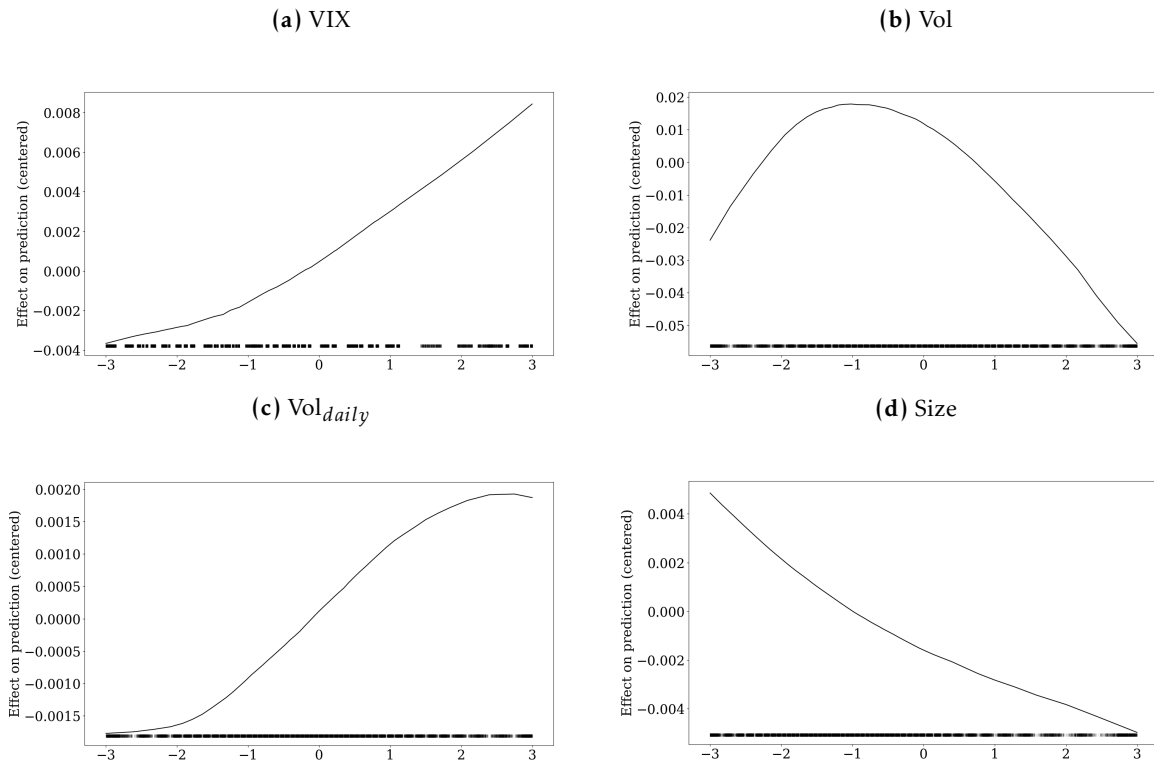 (a) VIX
Effect on prediction (centered)
0.008
0.006
0.004
0.002
0.000
−0.002
−0.004
−3 −2 −1 0 1 2 3
(b) Vol
Effect on prediction (centered)
0.02
0.01
0.00
−0.01
−0.02
−0.03
−0.04
−0.05
−3 −2 −1 0 1 2 3
(c) Vol_daily
Effect on prediction (centered)
0.0020
0.0015
0.0010
0.0005
0.0000
−0.0005
−0.0010
−0.0015
−3 −2 −1 0 1 2 3
(d) Size
Effect on prediction (centered)
0.004
0.002
0.000
−0.002
−0.004
−3 −2 −1 0 1 2 3